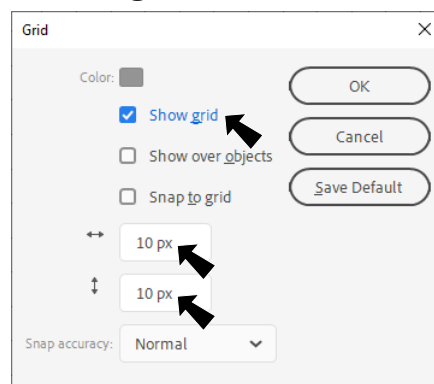 Grid
Color:
OK
Show grid
Cancel
Show over objects
Save Default
Snap to grid
10 px
10 px
Snap accuracy: Normal